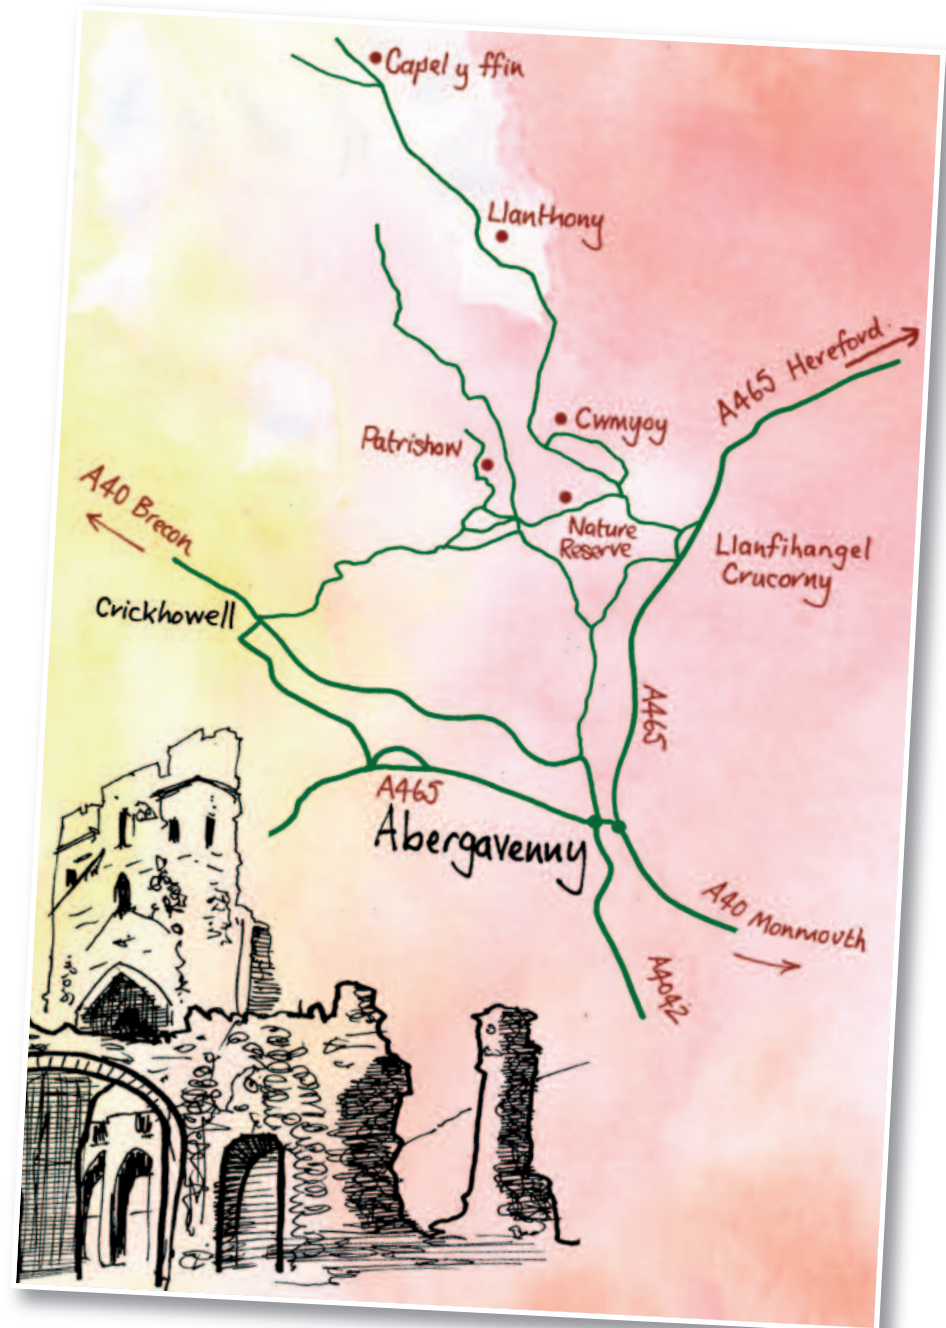 Capel y ffin
Llanthony
A465 Hereford
Cwmyoy
Patrishow
A40 Brecon
Nature
Reserve
Llanfihangel
Crucorny
Crickhowell
A465
A465
Abergavenny
A40 Monmouth
A4042